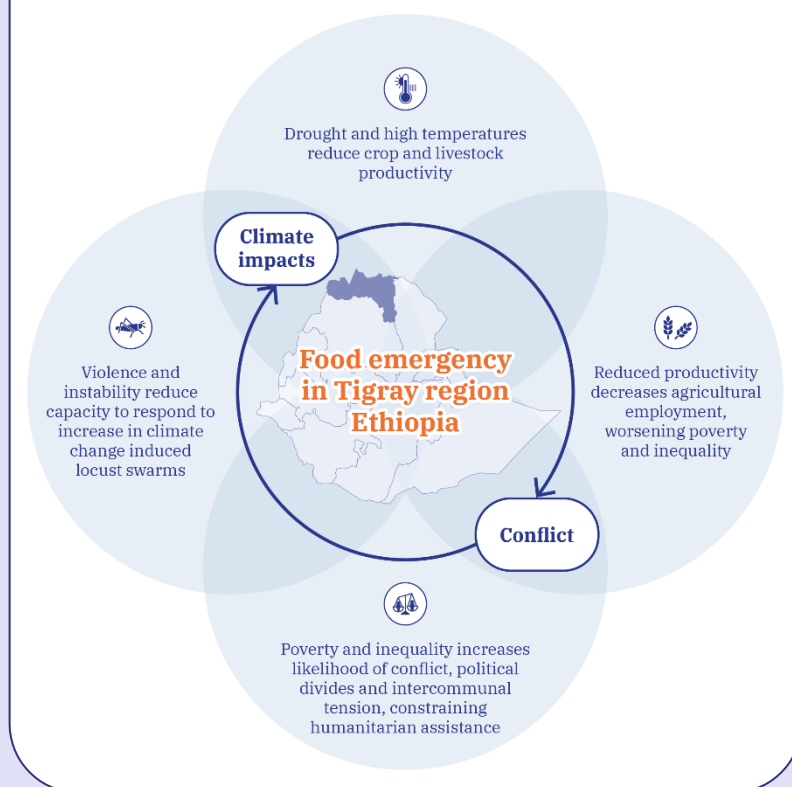 Drought and high temperatures
reduce crop and livestock
productivity
Climate
impacts
Food emergency
in Tigray region
Ethiopia
Violence and
instability reduce
capacity to respond to
increase in climate
change induced
locust swarms
Reduced productivity
decreases agricultural
employment,
worsening poverty
and inequality
Conflict
Poverty and inequality increases
likelihood of conflict, political
divides and intercommunal
tension, constraining
humanitarian assistance